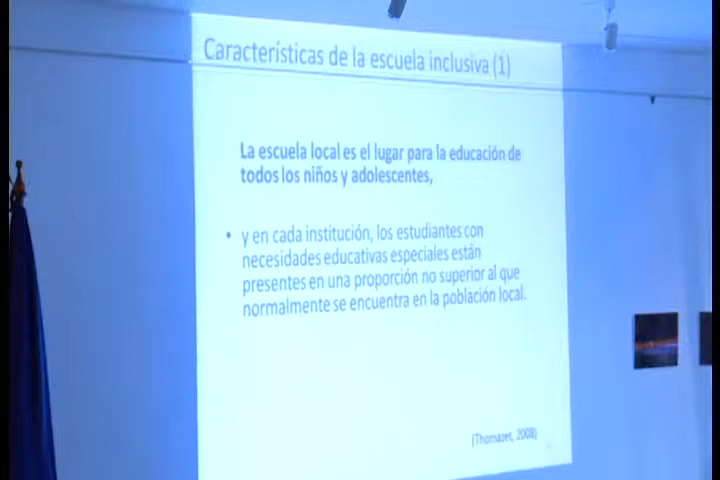 Características de la escuela inclusiva (1)
La escuela local es el lugar para la educación de
todos los niños y adolescentes,
• y en cada institución, los estudiantes con
necesidades educativas especiales están
presentes en una proporción no superior al que
normalmente se encuentra en la población local.
(Thomazet, 2008)